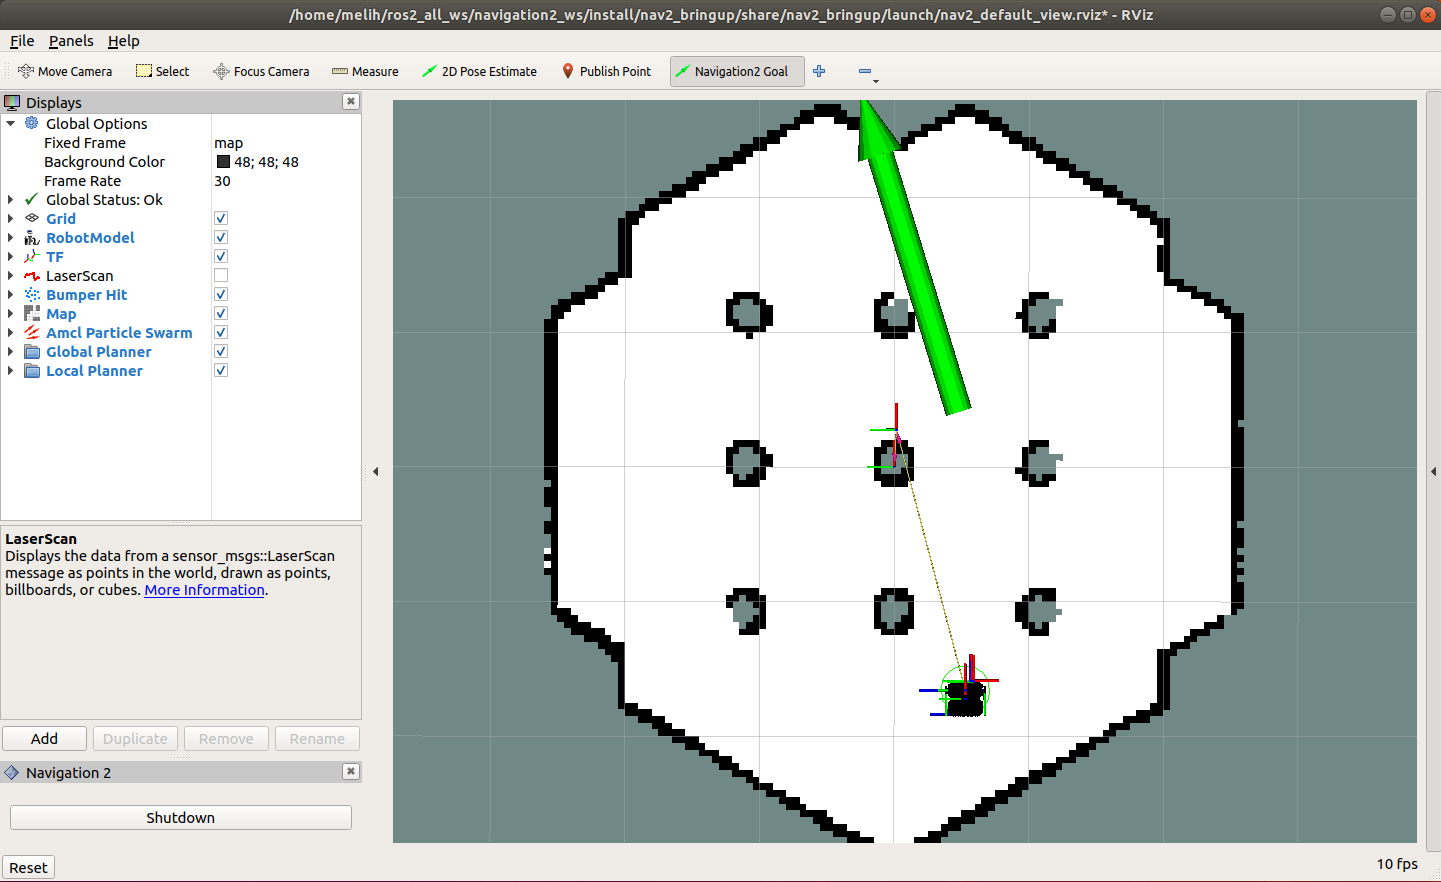 /home/melih/ros2_all_ws/navigation2_ws/install/nav2_bringup/share/nav2_bringup/launch/nav2_default_view.rviz* - RViz
File Panels Help
Move Camera Select Focus Camera Measure 2D Pose Estimate Publish Point Navigation2 Goal
Displays
Global Options
Fixed Frame map
Background Color 48; 48; 48
Frame Rate 30
Global Status: Ok
Grid
RobotModel
TF
LaserScan
Bumper Hit
Map
Amcl Particle Swarm
Global Planner
Local Planner
LaserScan
Displays the data from a sensor_msgs::LaserScan
message as points in the world, drawn as points,
billboards, or cubes. More Information.
Add Duplicate Remove Rename
Navigation 2
Shutdown
Reset
10 fps